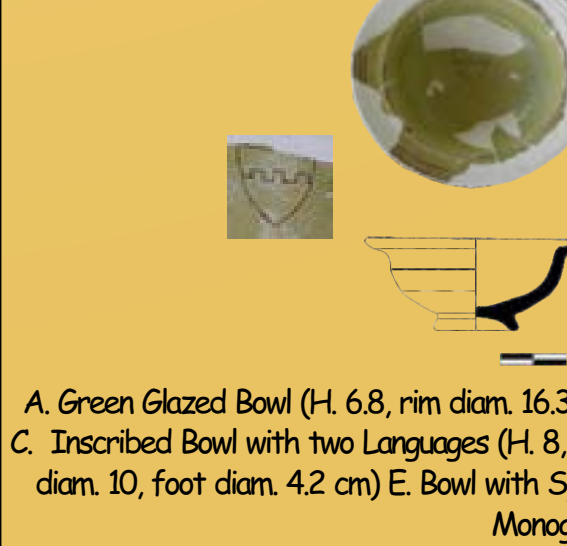 A. Green Glazed Bowl (H. 6.8, rim diam. 16.3
C. Inscribed Bowl with two Languages (H. 8,
diam. 10, foot diam. 4.2 cm) E. Bowl with S
Monog